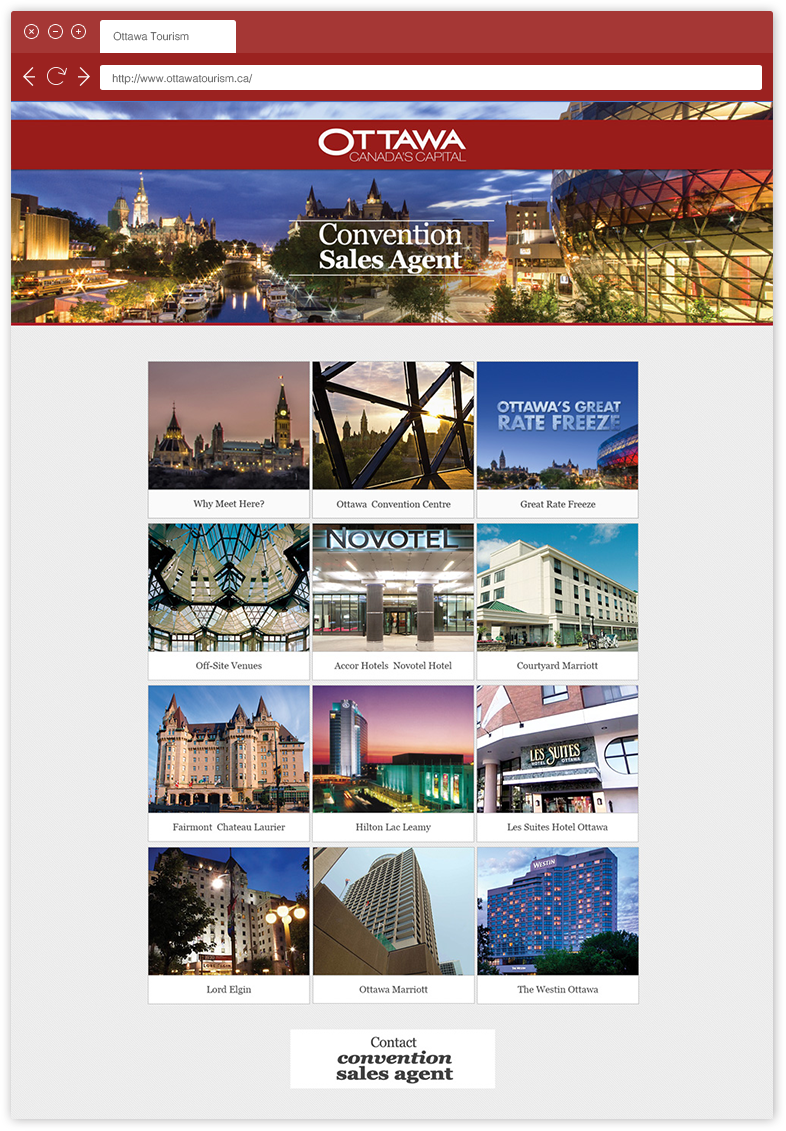 Ottawa Tourism
http://www.ottawatourism.ca/
OTTAWA
CANADA'S CAPITAL
Convention
Sales Agent
OTTAWA'S GREAT
RATE FREEZE
Why Meet Here?
Ottawa Convention Centre
Great Rate Freeze
NOVOTEL
Off-Site Venues
Accor Hotels Novotel Hotel
Courtyard Marriott
LES SUITES
HOTEL OTTAWA
Fairmont Chateau Laurier
Hilton Lac Leamy
Les Suites Hotel Ottawa
WESTIN
Lord Elgin
Ottawa Marriott
The Westin Ottawa
Contact
convention
sales agent